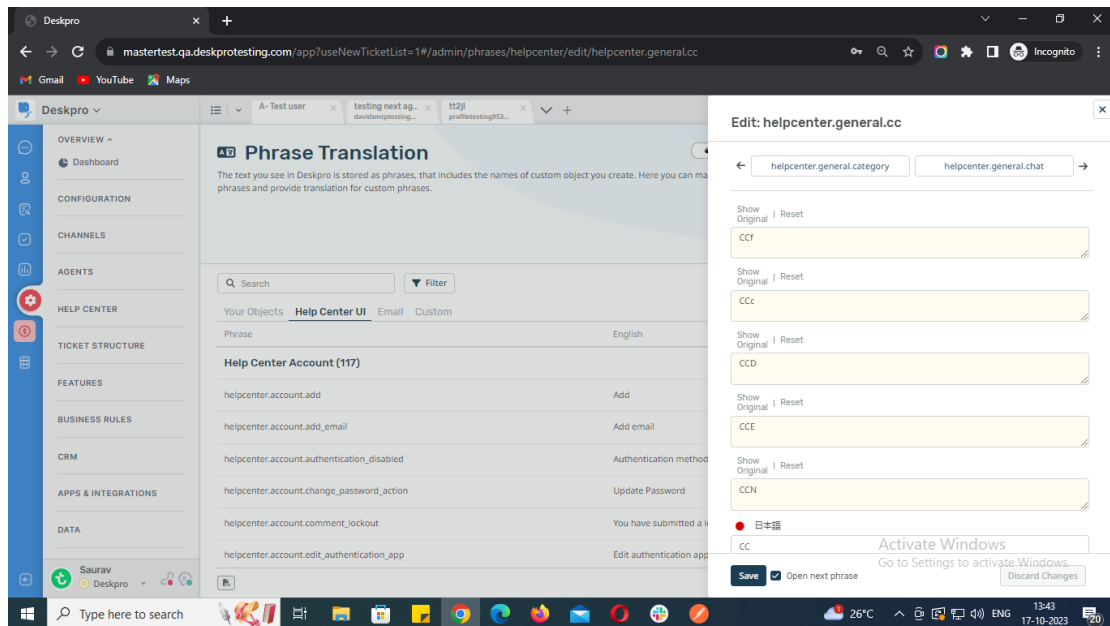 Deskpro
mastertest.qa.deskprotesting.com/app?useNewTicketList=1#/admin/phrases/helpcenter/edit/helpcenter.general.cc
Incognito
Gmail
YouTube
Maps
Deskpro
A- Test user
testing next ag...
davidsmtptesting...
tt2jl
profiletesting953...
OVERVIEW
Dashboard
CONFIGURATION
CHANNELS
AGENTS
HELP CENTER
TICKET STRUCTURE
FEATURES
BUSINESS RULES
CRM
APPS & INTEGRATIONS
DATA
Saurav
Deskpro
Phrase Translation
The text you see in Deskpro is stored as phrases, that includes the names of custom object you create. Here you can ma
phrases and provide translation for custom phrases.
Search
Filter
Your Objects Help Center UI Email Custom
Phrase English
Help Center Account (117)
helpcenter.account.add Add
helpcenter.account.add_email Add email
helpcenter.account.authentication_disabled Authentication method
helpcenter.account.change_password_action Update Password
helpcenter.account.comment_lockout You have submitted a l
helpcenter.account.edit_authentication_app Edit authentication app
Edit: helpcenter.general.cc
helpcenter.general.category helpcenter.general.chat
Show
Original | Reset
CCf
Show
Original | Reset
CCc
Show
Original | Reset
CCD
Show
Original | Reset
CCE
Show
Original | Reset
CCN
日本語
CC
Activate Windows
Go to Settings to activate Windows.
Save Open next phrase Discard Changes
Type here to search
26°C
ENG
13:43
17-10-2023
20